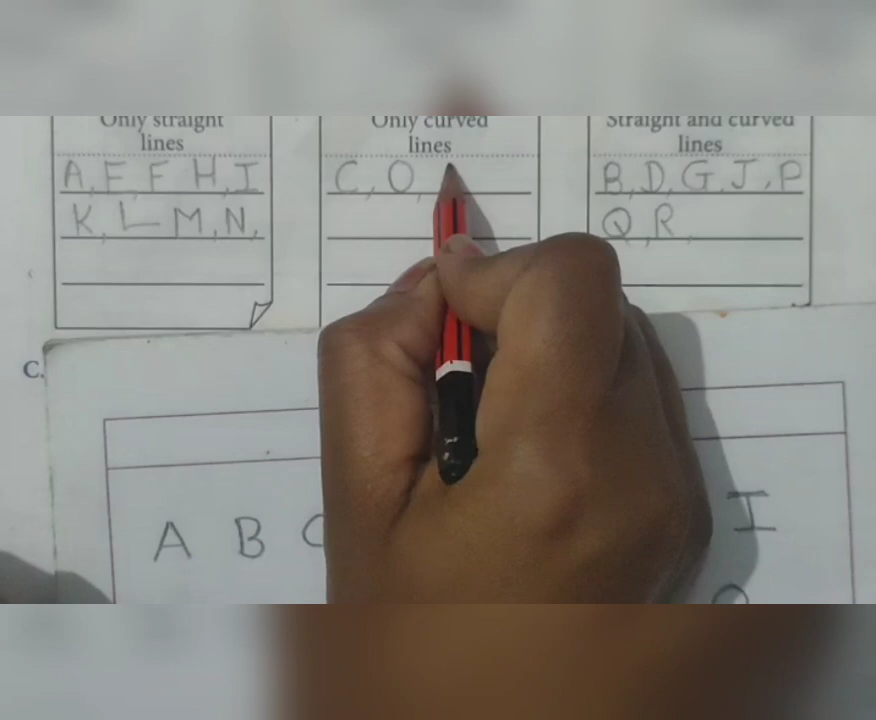 Only straight
lines
A, E, F H, I
K, L M, N,
Only curved
lines
C, O,
Straight and curved
lines
B, D, G, J, P
Q, R,
C.
A B C
I